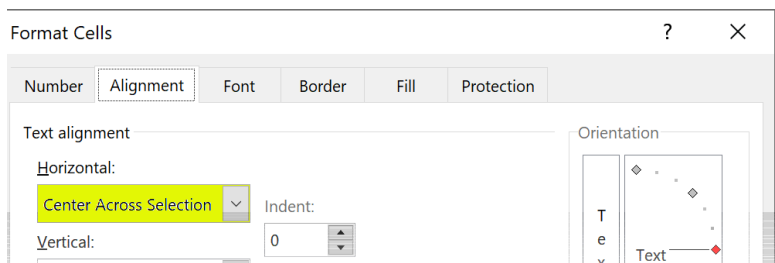 Format Cells ? ×
Number Alignment Font Border Fill Protection
Text alignment
Orientation
Horizontal:
Center Across Selection
Indent:
0
Vertical:
T
e
Text